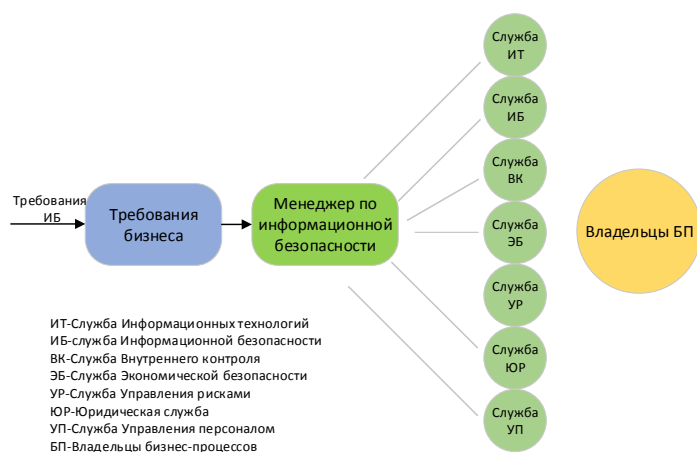 Служба
ИТ
Служба
ИБ
Служба
ВК
Требования
ИБ
Требования
бизнеса
Менеджер по
информационной
безопасности
Служба
ЭБ
Владельцы БП
Служба
УР
Служба
ЮР
Служба
УП
ИТ-Служба Информационных технологий
ИБ-служба Информационной безопасности
ВК-Служба Внутреннего контроля
ЭБ-Служба Экономической безопасности
УР-Служба Управления рисками
ЮР-Юридическая служба
УП-Служба Управления персоналом
БП-Владельцы бизнес-процессов